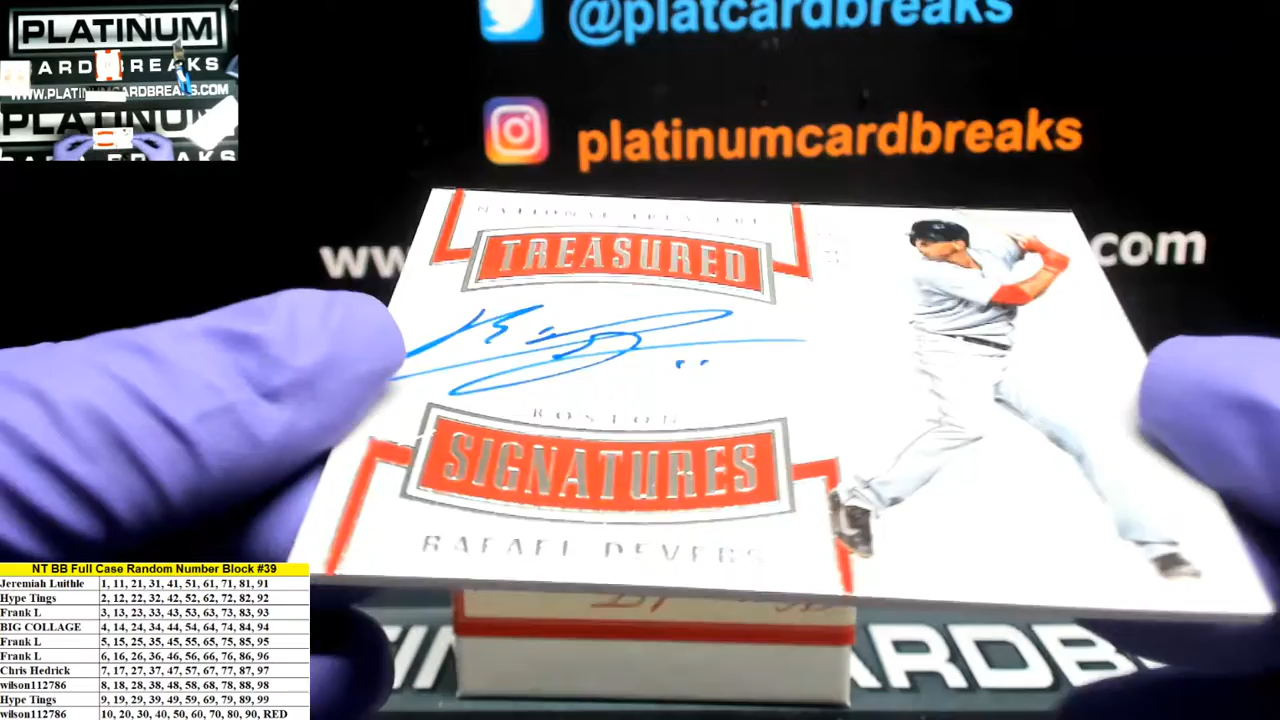 PLATINUM
CARD BREAKS
WWW.PLATINUMCARDBREAKS.COM
PLATINUM
@platcardbreaks
platinumcardbreaks
ww
com
TREASURED
BOSTON
SIGNATURES
RAFAEL DEVERS
CARDB
NT BB Full Case Random Number Block #39
Jeremiah Luithle 1, 11, 21, 31, 41, 51, 61, 71, 81, 91
Hype Tings 2, 12, 22, 32, 42, 52, 62, 72, 82, 92
Frank L 3, 13, 23, 33, 43, 53, 63, 73, 83, 93
BIG COLLAGE 4, 14, 24, 34, 44, 54, 64, 74, 84, 94
Frank L 5, 15, 25, 35, 45, 55, 65, 75, 85, 95
Frank L 6, 16, 26, 36, 46, 56, 66, 76, 86, 96
Chris Hedrick 7, 17, 27, 37, 47, 57, 67, 77, 87, 97
wilson112786 8, 18, 28, 38, 48, 58, 68, 78, 88, 98
Hype Tings 9, 19, 29, 39, 49, 59, 69, 79, 89, 99
wilson112786 10, 20, 30, 40, 50, 60, 70, 80, 90, RED